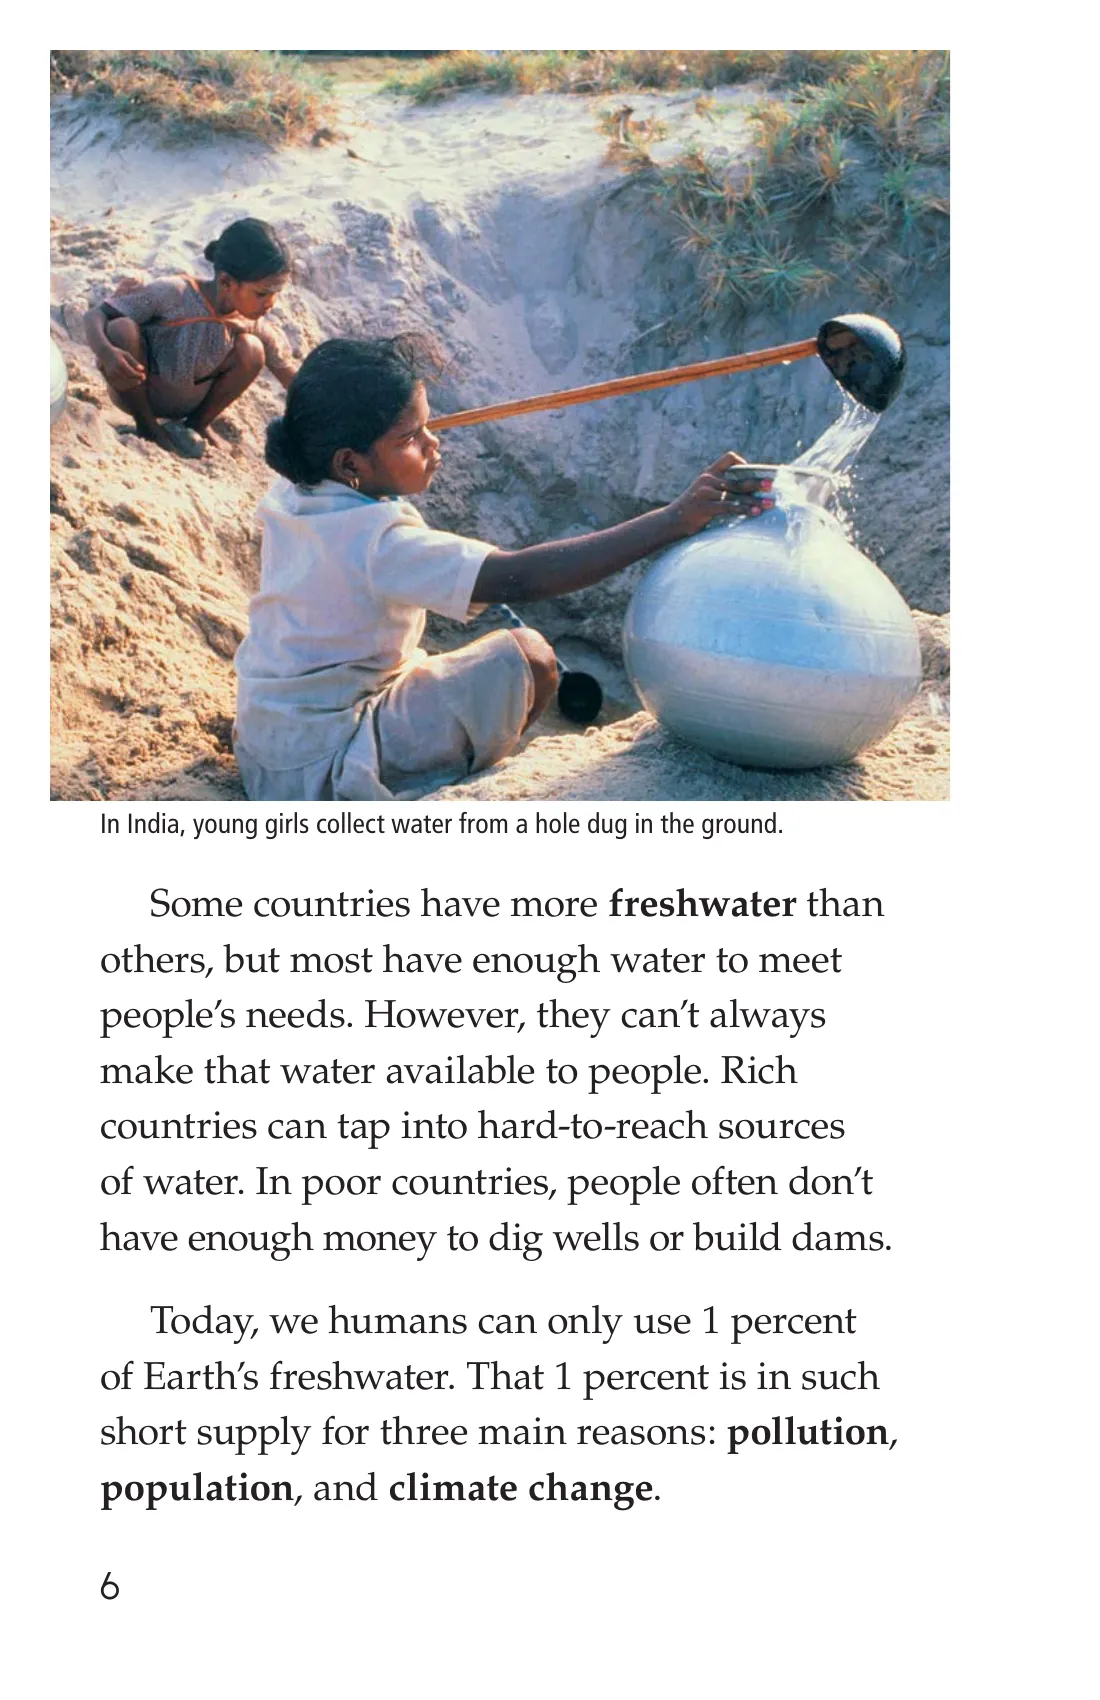 In India, young girls collect water from a hole dug in the ground.
Some countries have more freshwater than
others, but most have enough water to meet
people’s needs. However, they can’t always
make that water available to people. Rich
countries can tap into hard-to-reach sources
of water. In poor countries, people often don’t
have enough money to dig wells or build dams.
Today, we humans can only use 1 percent
of Earth’s freshwater. That 1 percent is in such
short supply for three main reasons: pollution,
population, and climate change.
6